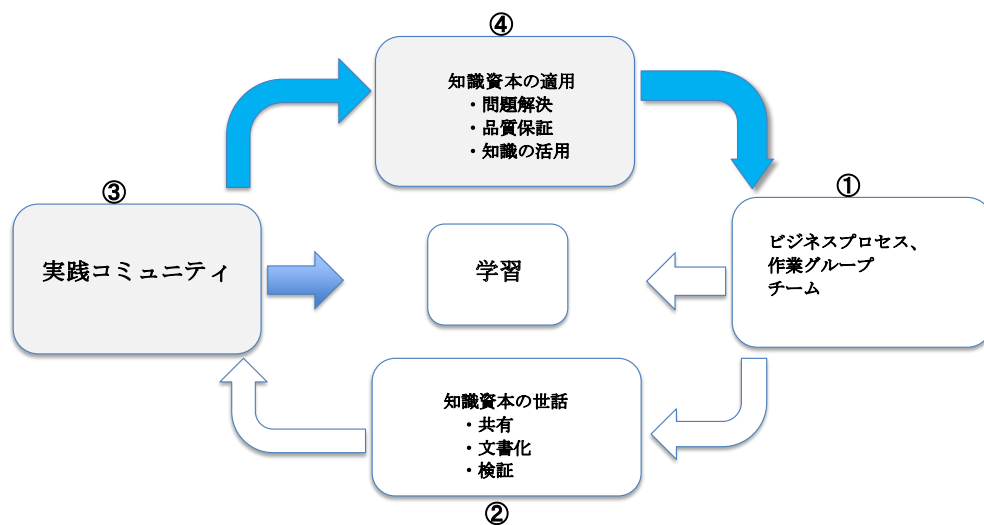 ④
知識資本の適用
・問題解決
・品質保証
・知識の活用
③
実践コミュニティ
学習
①
ビジネスプロセス、
作業グループ
チーム
知識資本の世話
・共有
・文書化
・検証
②